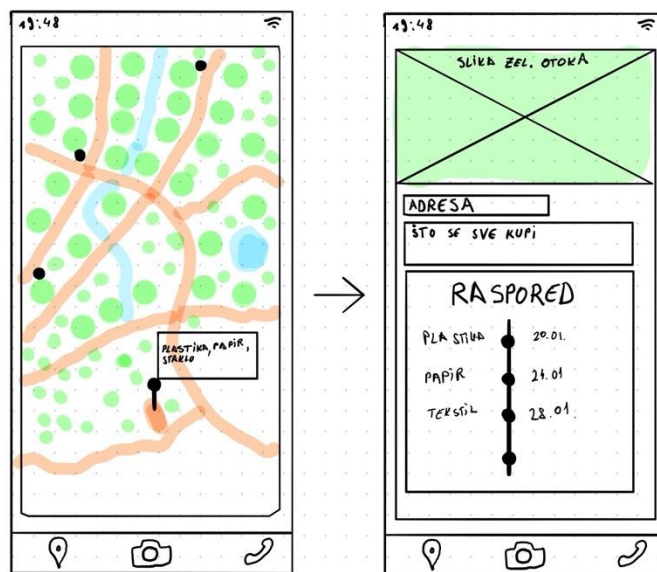 19:48
PLASTIKA, PAPIR,
STAKLO
19:48
SLIKA ZEL. OTOKA
ADRESA
ŠTO SE SVE KUPI
RASPORED
PLASTIKA 20.01.
PAPIR 24.01
TEKSTIL 28.01